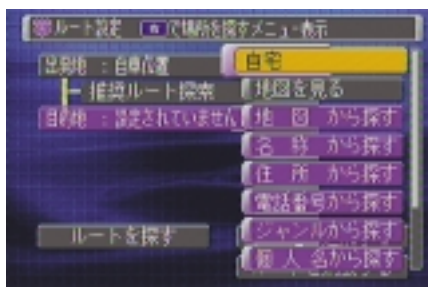 ルート設定 で場所を探すメニュー表示
出発地 ：自車位置
推奨ルート探索
目的地 ：設定されていません
自宅
地図を見る
地 図 から探す
名 称 から探す
住 所 から探す
電話番号から探す
ジャンルから探す
個 人 名から探す
ルートを探す